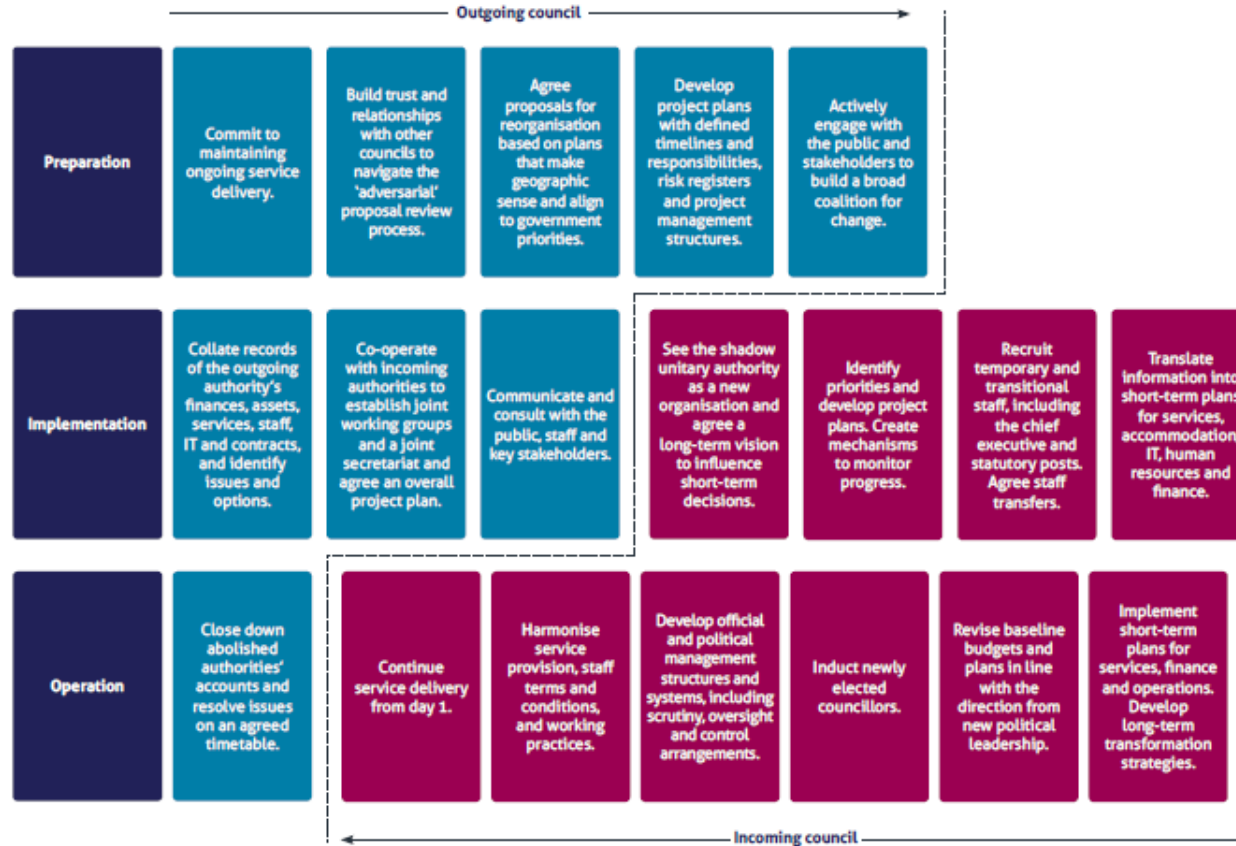 Outgoing council
Preparation
Commit to
maintaining
ongoing service
delivery.
Build trust and
relationships
with other
councils to
navigate the
‘adversarial’
proposal review
process.
Agree
proposals for
reorganisation
based on plans
that make
geographic
sense and align
to government
priorities.
Develop
project plans
with defined
timelines and
responsibilities,
risk registers
and project
management
structures.
Actively
engage with
the public and
stakeholders to
build a broad
coalition for
change.
Implementation
Collate records
of the outgoing
authority’s
finances, assets,
services, staff,
IT and contracts,
and identify
issues and
options.
Co-operate
with incoming
authorities to
establish joint
working groups
and a joint
secretariat and
agree an overall
project plan.
Communicate and
consult with the
public, staff and
key stakeholders.
See the shadow
unitary authority
as a new
organisation and
agree a
long-term vision
to influence
short-term
decisions.
Identify
priorities and
develop project
plans. Create
mechanisms
to monitor
progress.
Recruit
temporary and
transitional
staff, including
the chief
executive and
statutory posts.
Agree staff
transfers.
Translate
information into
short-term plans
for services,
accommodation,
IT, human
resources and
finance.
Operation
Close down
abolished
authorities’
accounts and
resolve issues
on an agreed
timetable.
Continue
service delivery
from day 1.
Harmonise
service
provision, staff
terms and
conditions,
and working
practices.
Develop official
and political
management
structures and
systems, including
scrutiny, oversight
and control
arrangements.
Induct newly
elected
councillors.
Revise baseline
budgets and
plans in line
with the
direction from
new political
leadership.
Implement
short-term
plans for
services, finance
and operations.
Develop
long-term
transformation
strategies.
Incoming council